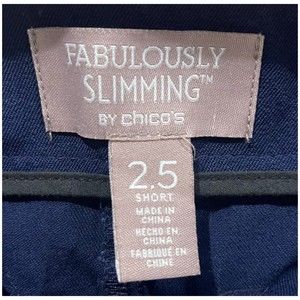 FABULOUSLY
SLIMMING™
BY chico's
2.5
SHORT
MADE IN
CHINA
HECHO EN:
CHINA
FABRIQUÉ EN:
CHINE